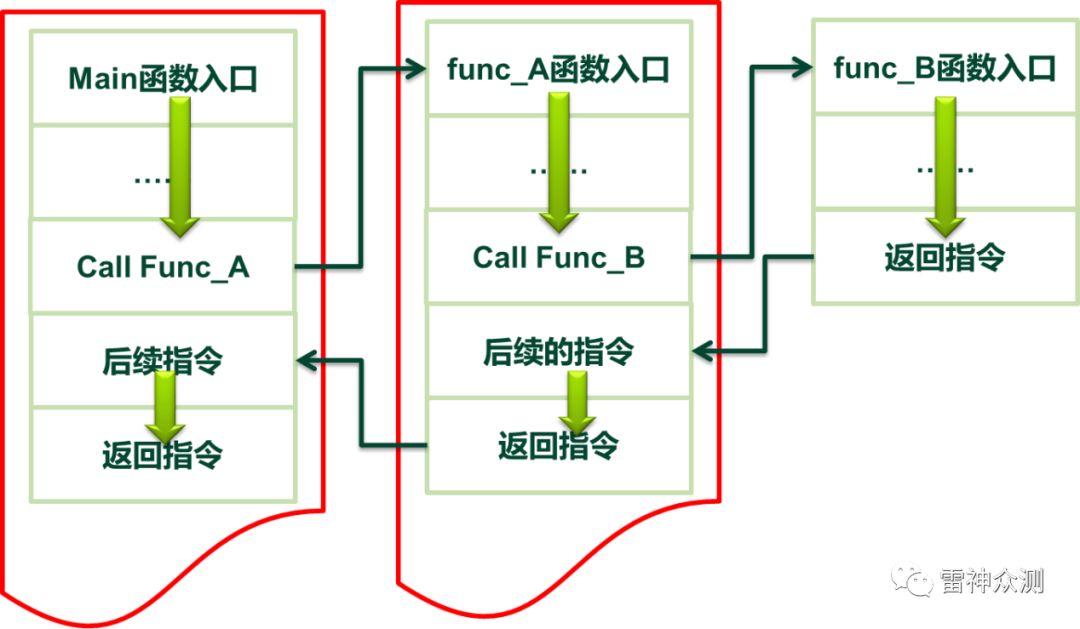 Main函数入口
.....
Call Func_A
后续指令
返回指令
func_A函数入口
......
Call Func_B
后续的指令
返回指令
func_B函数入口
......
返回指令
雷神众测